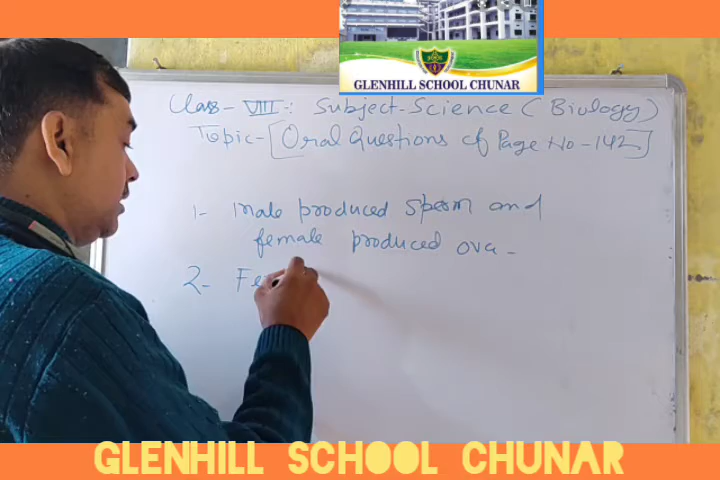 GLENHILL SCHOOL CHUNAR
Class- VIII-: Subject-Science (Biology)
Topic-[Oral Questions of Page No-142]
1- Male produced Sperm and
female produced ova-
2- Fe
GLENHILL SCHOOL CHUNAR